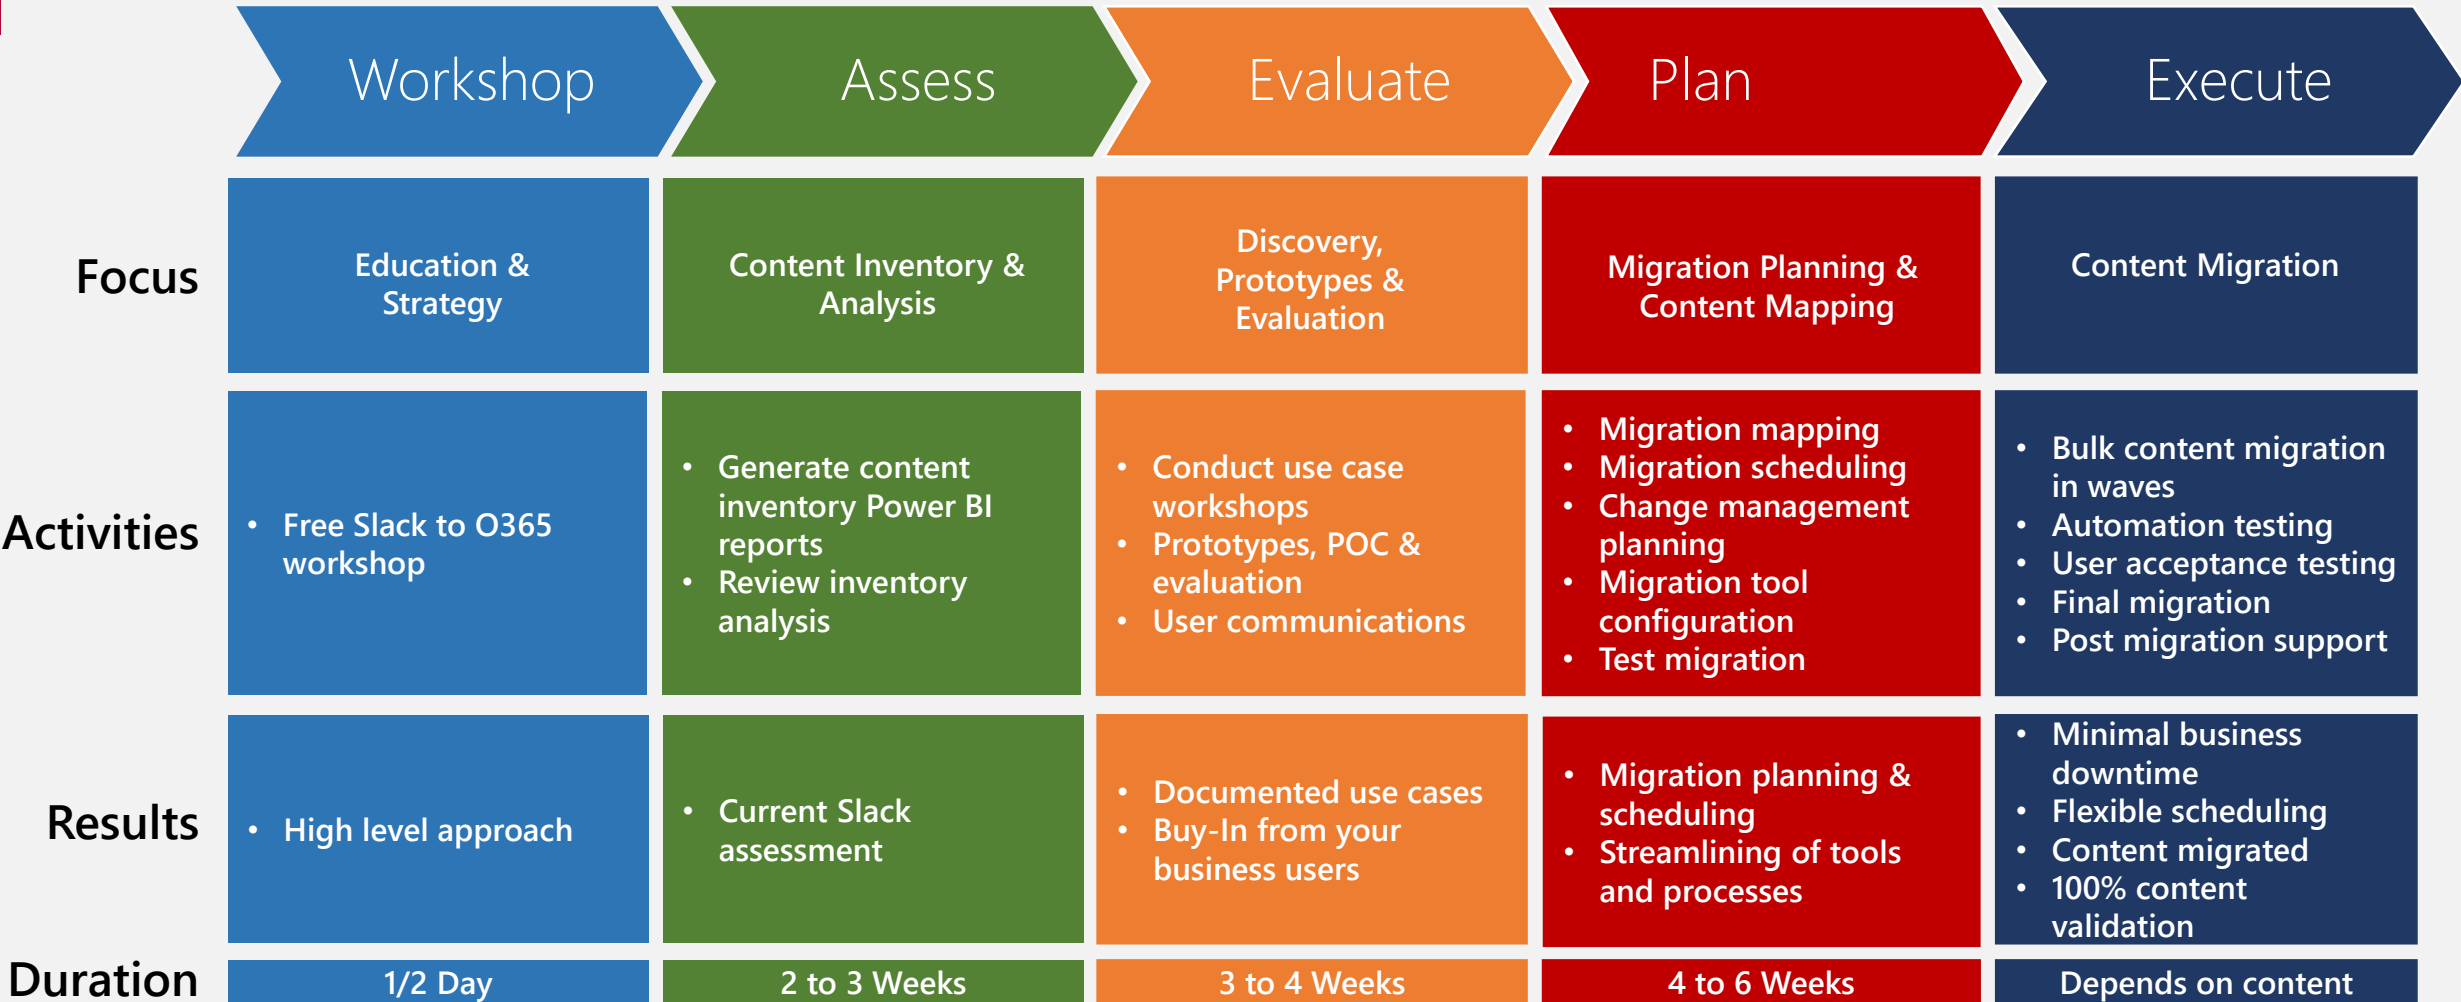 Workshop
Assess
Evaluate
Plan
Execute
Focus
Education &
Strategy
Content Inventory &
Analysis
Discovery,
Prototypes &
Evaluation
Migration Planning &
Content Mapping
Content Migration
Activities
• Free Slack to O365
workshop
• Generate content
inventory Power BI
reports
• Review inventory
analysis
• Conduct use case
workshops
• Prototypes, POC &
evaluation
• User communications
• Migration mapping
• Migration scheduling
• Change management
planning
• Migration tool
configuration
• Test migration
• Bulk content migration
in waves
• Automation testing
• User acceptance testing
• Final migration
• Post migration support
Results
• High level approach
• Current Slack
assessment
• Documented use cases
• Buy-In from your
business users
• Migration planning &
scheduling
• Streamlining of tools
and processes
• Minimal business
downtime
• Flexible scheduling
• Content migrated
• 100% content
validation
Duration
1/2 Day
2 to 3 Weeks
3 to 4 Weeks
4 to 6 Weeks
Depends on content